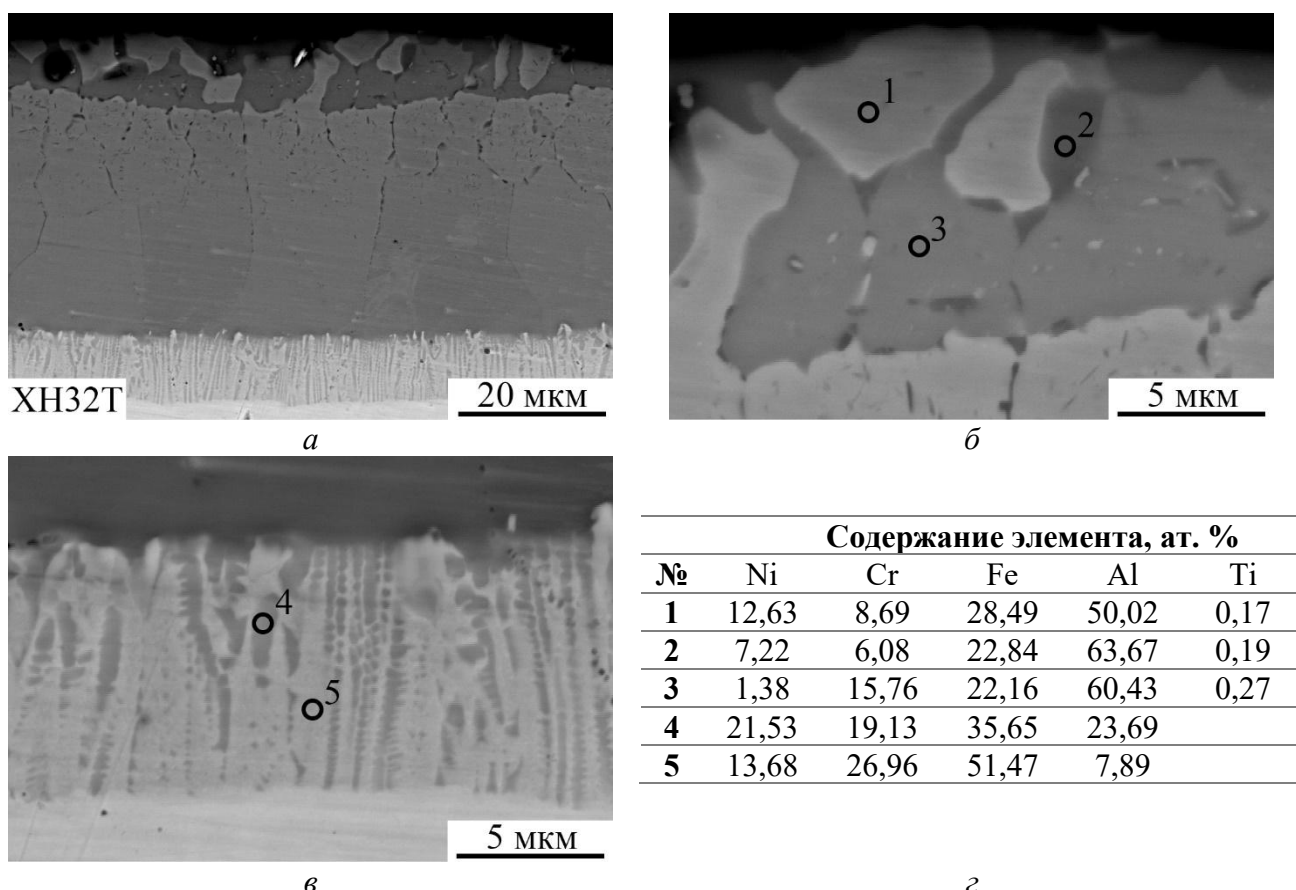 ХН32Т
20 мкм
а
1
2
3
5 мкм
б
4
5
5 мкм
в
Содержание элемента, ат. %
№ Ni Cr Fe Al Ti
1 12,63 8,69 28,49 50,02 0,17
2 7,22 6,08 22,84 63,67 0,19
3 1,38 15,76 22,16 60,43 0,27
4 21,53 19,13 35,65 23,69
5 13,68 26,96 51,47 7,89
г